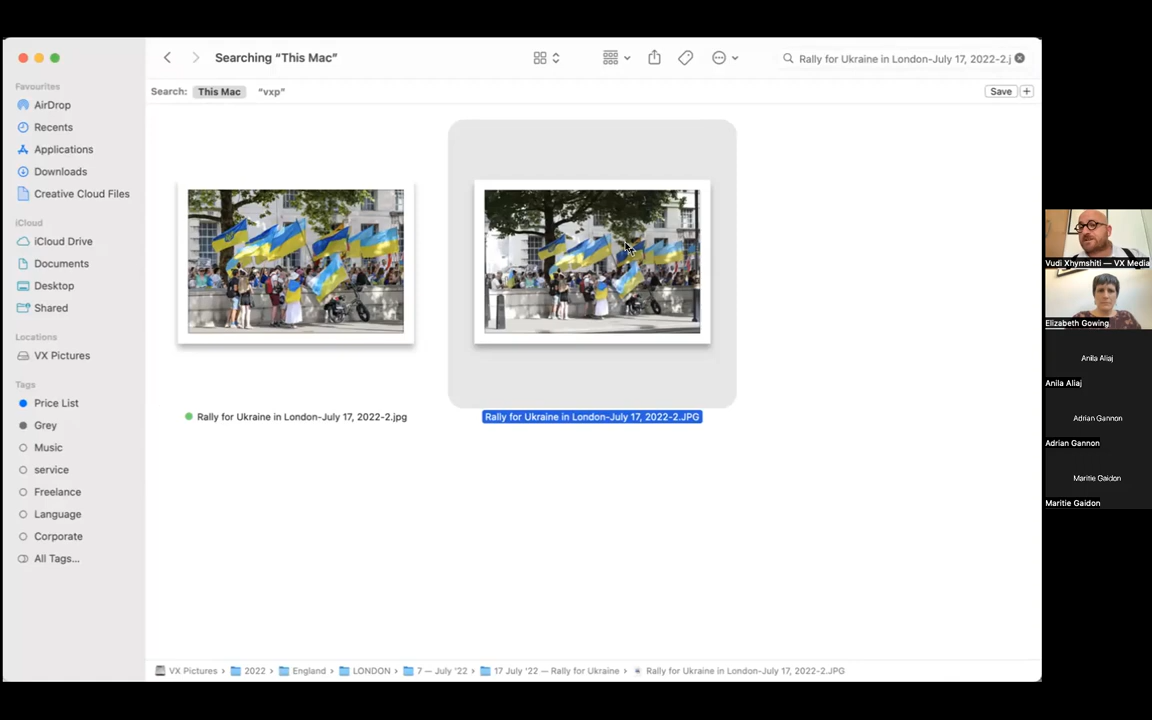 Searching “This Mac”
Rally for Ukraine in London-July 17, 2022-2.j
Search: This Mac “vxp” Save
Favourites
AirDrop
Recents
Applications
Downloads
Creative Cloud Files
iCloud
iCloud Drive
Documents
Desktop
Shared
Locations
VX Pictures
Tags
Price List
Grey
Music
service
Freelance
Language
Corporate
All Tags...
Rally for Ukraine in London-July 17, 2022-2.jpg
Rally for Ukraine in London-July 17, 2022-2.JPG
VX Pictures › 2022 › England › LONDON › 7 — July '22 › 17 July '22 — Rally for Ukraine › Rally for Ukraine in London-July 17, 2022-2.JPG
Vudi Xhymshiti — VX Media
Elizabeth Gowing
Anila Aliaj
Anila Aliaj
Adrian Gannon
Adrian Gannon
Maritie Gaidon
Maritie Gaidon